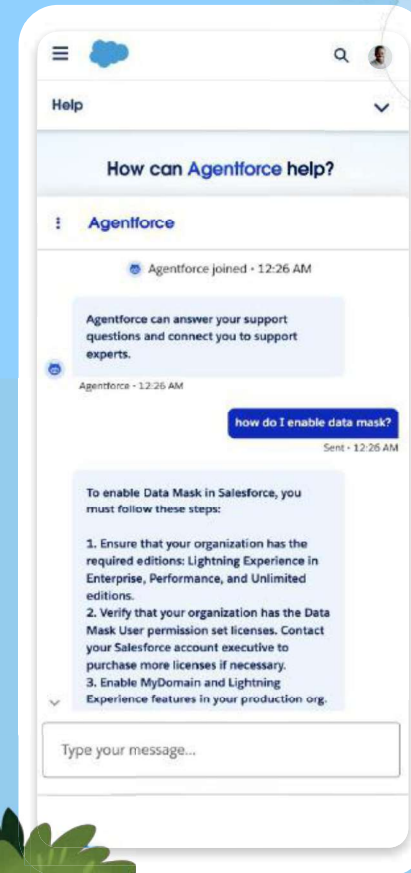 Help
How can Agentforce help?
Agentforce
Agentforce joined • 12:26 AM
Agentforce can answer your support
questions and connect you to support
experts.
Agentforce • 12:26 AM
how do I enable data mask?
Sent • 12:26 AM
To enable Data Mask in Salesforce, you
must follow these steps:
1. Ensure that your organization has the
required editions: Lightning Experience in
Enterprise, Performance, and Unlimited
editions.
2. Verify that your organization has the Data
Mask User permission set licenses. Contact
your Salesforce account executive to
purchase more licenses if necessary.
3. Enable MyDomain and Lightning
Experience features in your production org.
Type your message...